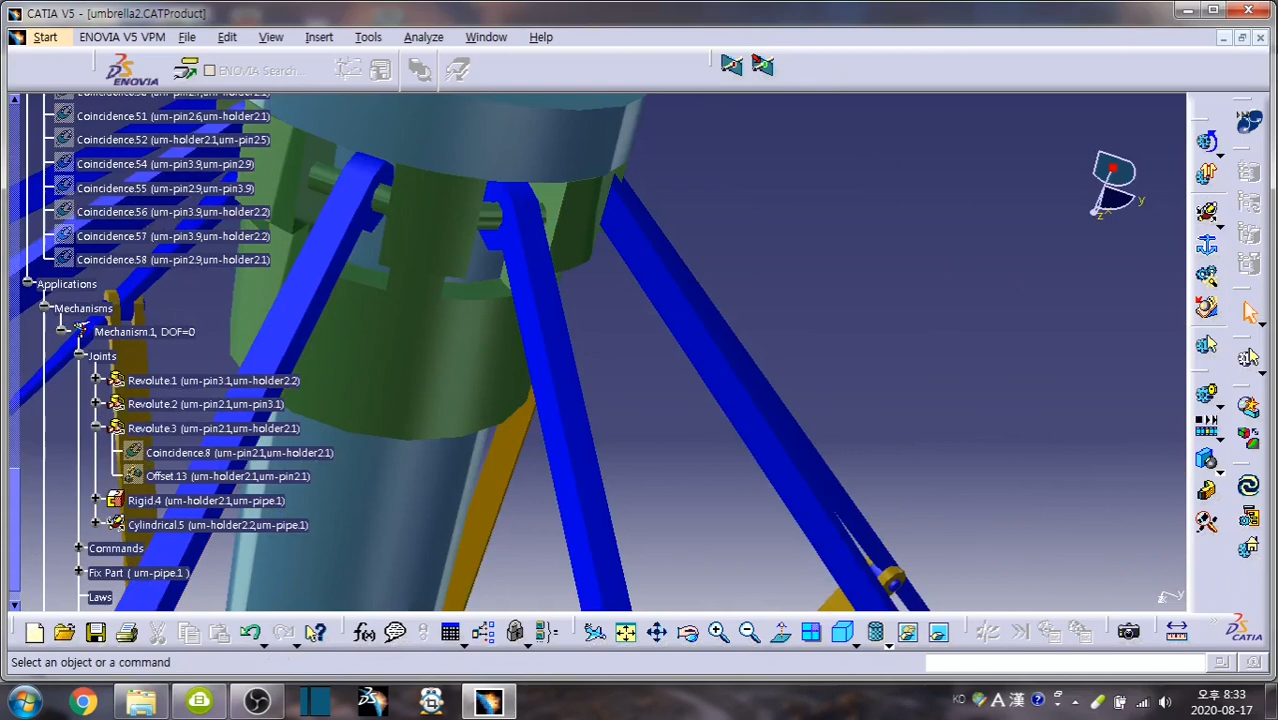 CATIA V5 - [umbrella2.CATProduct]
Start ENOVIA V5 VPM File Edit View Insert Tools Analyze Window Help
ENOVIA
ENOVIA Search...
Coincidence.51 (um-pin2.6,um-holder2.1)
Coincidence.52 (um-holder2.1,um-pin2.5)
Coincidence.54 (um-pin3.9,um-pin2.9)
Coincidence.55 (um-pin2.9,um-pin3.9)
Coincidence.56 (um-pin3.9,um-holder2.2)
Coincidence.57 (um-pin3.9,um-holder2.2)
Coincidence.58 (um-pin2.9,um-holder2.1)
Applications
Mechanisms
Mechanism.1, DOF=0
Joints
Revolute.1 (um-pin3.1,um-holder2.2)
Revolute.2 (um-pin2.1,um-pin3.1)
Revolute.3 (um-pin2.1,um-holder2.1)
Coincidence.8 (um-pin2.1,um-holder2.1)
Offset.13 (um-holder2.1,um-pin2.1)
Rigid.4 (um-holder2.1,um-pipe.1)
Cylindrical.5 (um-holder2.2,um-pipe.1)
Commands
Fix Part ( um-pipe.1 )
Laws
y
z
f(x)
CATIA
Select an object or a command
KO A 漢
오후 8:33
2020-08-17